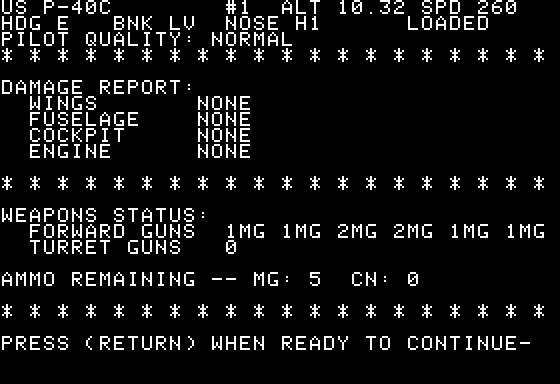 US P-40C        #1  ALT 10.32 SPD 260
HDG E   BNK LV  NOSE H1      LOADED
PILOT QUALITY: NORMAL
* * * * * * * * * * * * * * * * * * * *
DAMAGE REPORT:
  WINGS       NONE
  FUSELAGE    NONE
  COCKPIT     NONE
  ENGINE      NONE
* * * * * * * * * * * * * * * * * * * *
WEAPONS STATUS:
  FORWARD GUNS  1MG 1MG 2MG 2MG 1MG 1MG
  TURRET GUNS   0
AMMO REMAINING -- MG: 5  CN: 0
* * * * * * * * * * * * * * * * * * * *
PRESS (RETURN) WHEN READY TO CONTINUE-